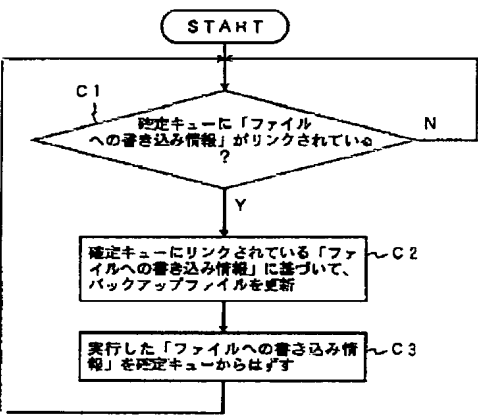 START
C1
確定キューに「ファイル
への書き込み情報」がリンクされている
?
N
Y
確定キューにリンクされている「ファ
イルへの書き込み情報」に基づいて、
バックアップファイルを更新
C2
実行した「ファイルへの書き込み情
報」を確定キューからはずす
C3